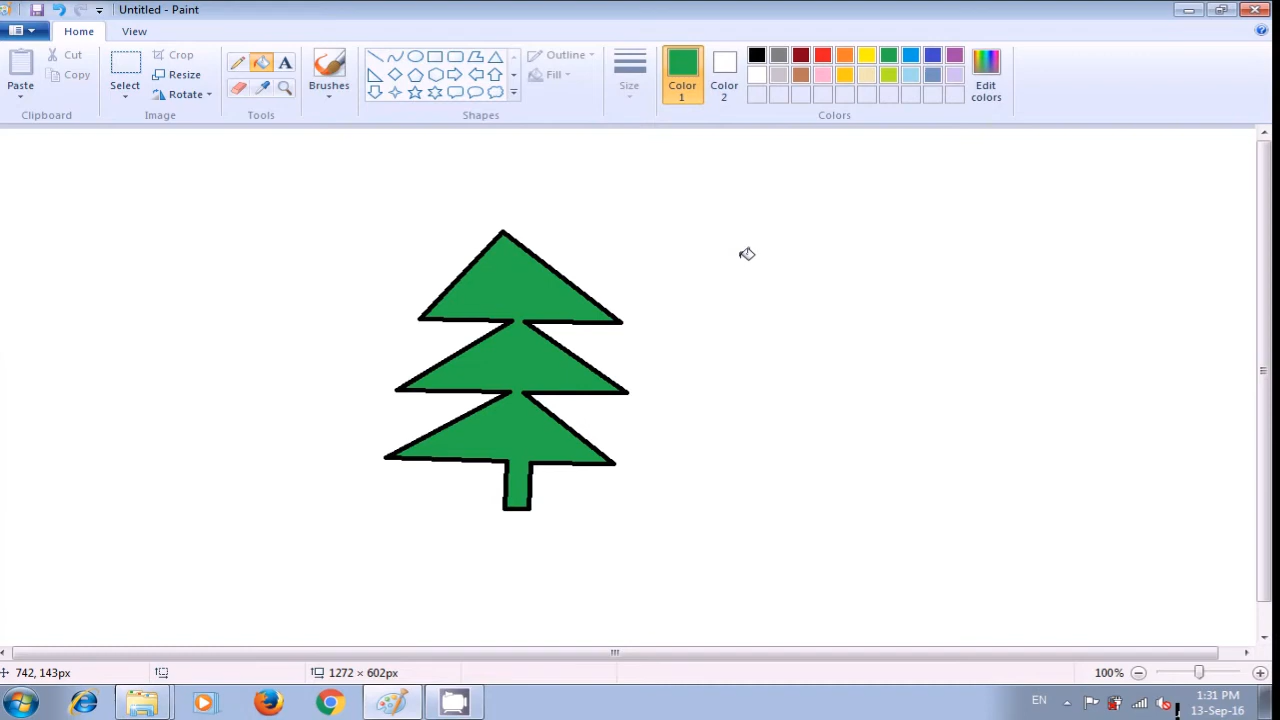 Untitled - Paint
Home
View
Paste
Cut
Copy
Clipboard
Select
Crop
Resize
Rotate
Image
A
Tools
Brushes
Outline
Fill
Shapes
Size
Color 1
Color 2
Edit colors
Colors
742, 143px
1272 × 602px
100%
EN
1:31 PM
13-Sep-16